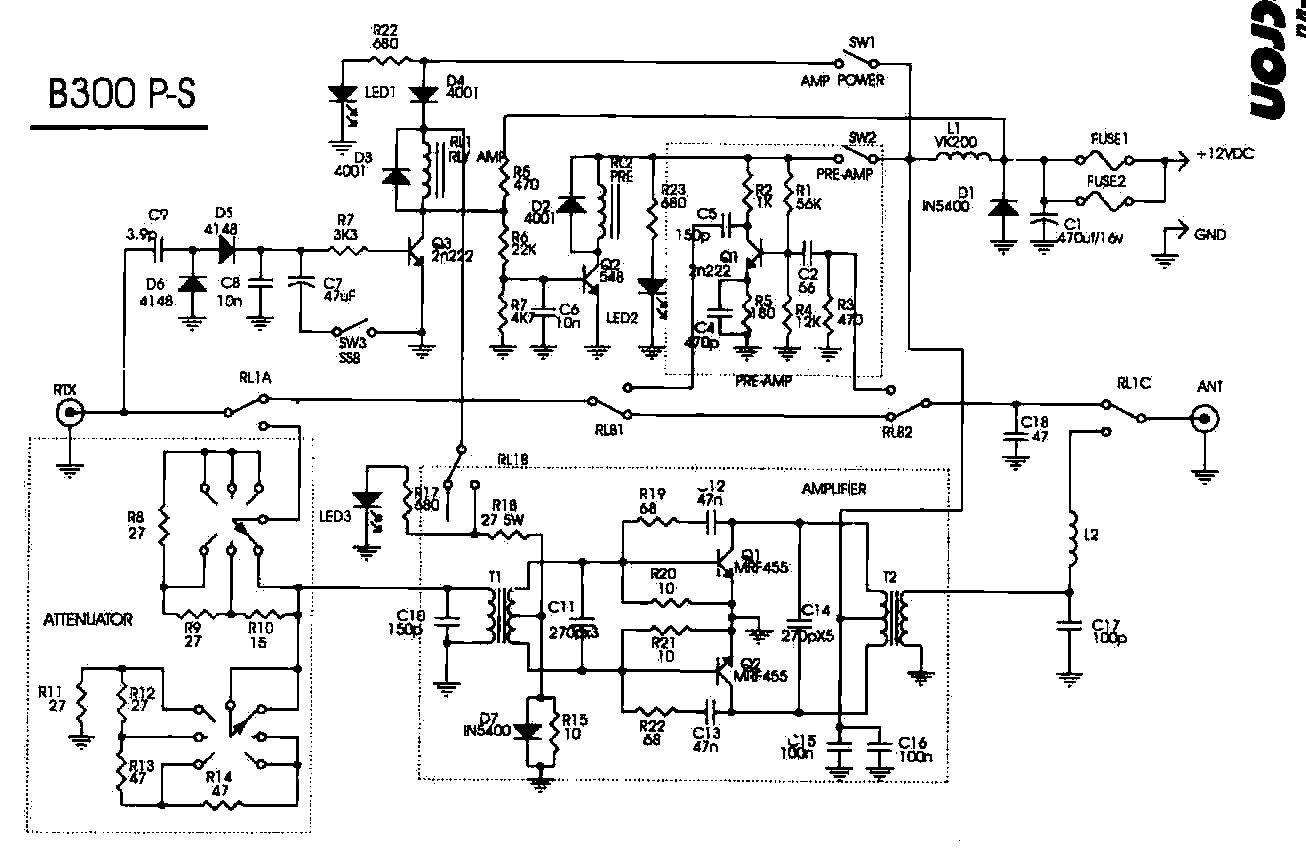 cron
B300 P-S
R22
680
SW1
AMP POWER
LED1
D4
4001
D3
4001
RL1
RLY AMP
R5
470
RL2
PRE
SW2
PRE-AMP
L1
VK200
FUSE1
+12VDC
FUSE2
D1
IN5400
C1
470uf/16v
GND
R23
680
R2
1K
R1
56K
D2
4001
C5
150p
C9
3.9p
D5
4148
R7
3K3
Q3
2n222
R6
22K
Q2
548
Q1
2n222
C2
56
D6
4148
C8
10n
C7
47uF
R7
4K7
C6
10n
LED2
C4
470p
R5
180
R4
12K
R3
470
SW3
SSB
PRE-AMP
RTX
RL1A
RLB1
RLB2
RL1C
ANT
C18
47
RL1B
R17
680
LED3
R18
27 5W
R19
68
C12
47n
AMPLIFIER
R8
27
Q1
MRF455
L2
T1
R20
10
T2
ATTENUATOR
R9
27
R10
15
C10
150p
C11
270px3
C14
270pX5
C17
100p
R21
10
Q2
MRF455
R11
27
R12
27
D7
IN5400
R15
10
R22
68
C13
47n
C15
100n
C16
100n
R13
47
R14
47